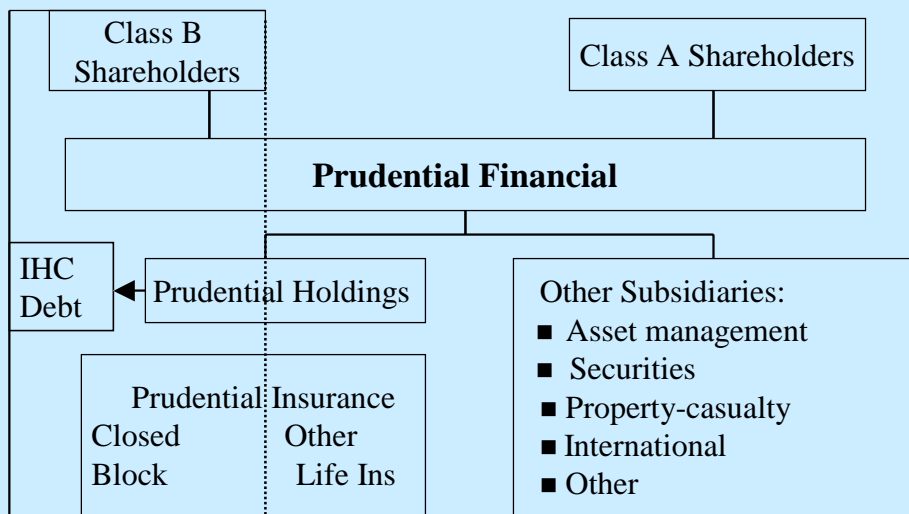 Class B
Shareholders
Class A Shareholders
Prudential Financial
IHC
Debt
Prudential Holdings
Prudential Insurance
Closed
Block
Other
Life Ins
Other Subsidiaries:
■ Asset management
■ Securities
■ Property-casualty
■ International
■ Other